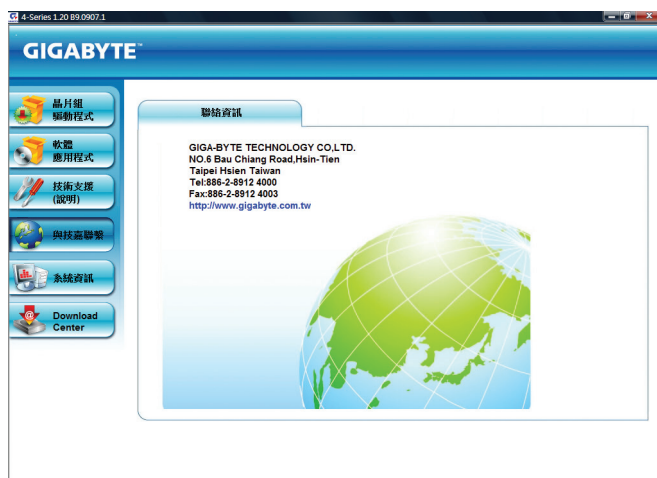 4-Series 1.20 B9.0907.1
GIGABYTE™
晶片組
驅動程式
軟體
應用程式
技術支援
(說明)
與技嘉聯繫
系統資訊
Download
Center
聯絡資訊
GIGA-BYTE TECHNOLOGY CO,LTD.
NO.6 Bau Chiang Road,Hsin-Tien
Taipei Hsien Taiwan
Tel:886-2-8912 4000
Fax:886-2-8912 4003
http://www.gigabyte.com.tw